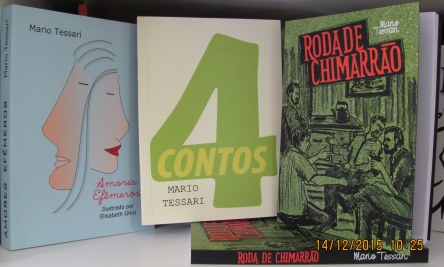 Mario Tessari
AMORES EFÊMEROS
Mario Tessari
Amores
Efêmeros
Ilustrado por
Elisabeth Ghisi
4
CONTOS
MARIO
TESSARI
Mario
Tessari
RODA DE
CHIMARRÃO
RODA DE CHIMARRÃO
Mario Tessari
14/12/2015 10:25